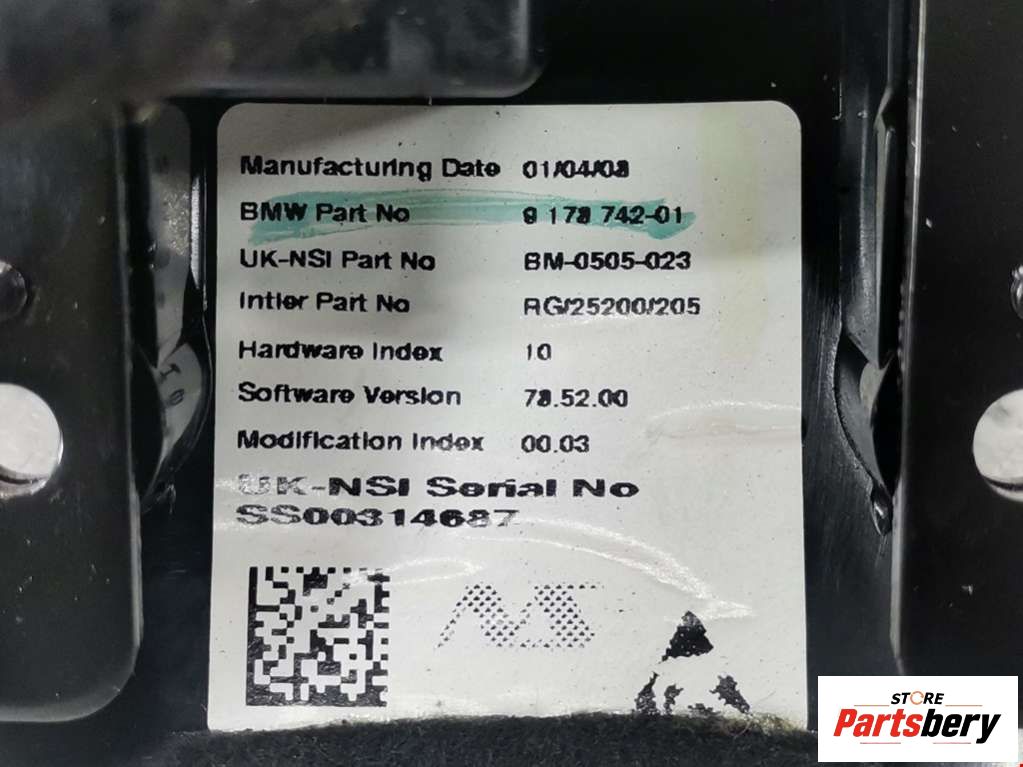 Manufacturing Date 01/04/08
BMW Part No 9 178 742-01
UK-NSI Part No BM-0505-023
Intier Part No RG/25200/205
Hardware Index 10
Software Version 78.52.00
Modification Index 00.03
UK-NSI Serial No
SS00314687
STORE
Partsbery